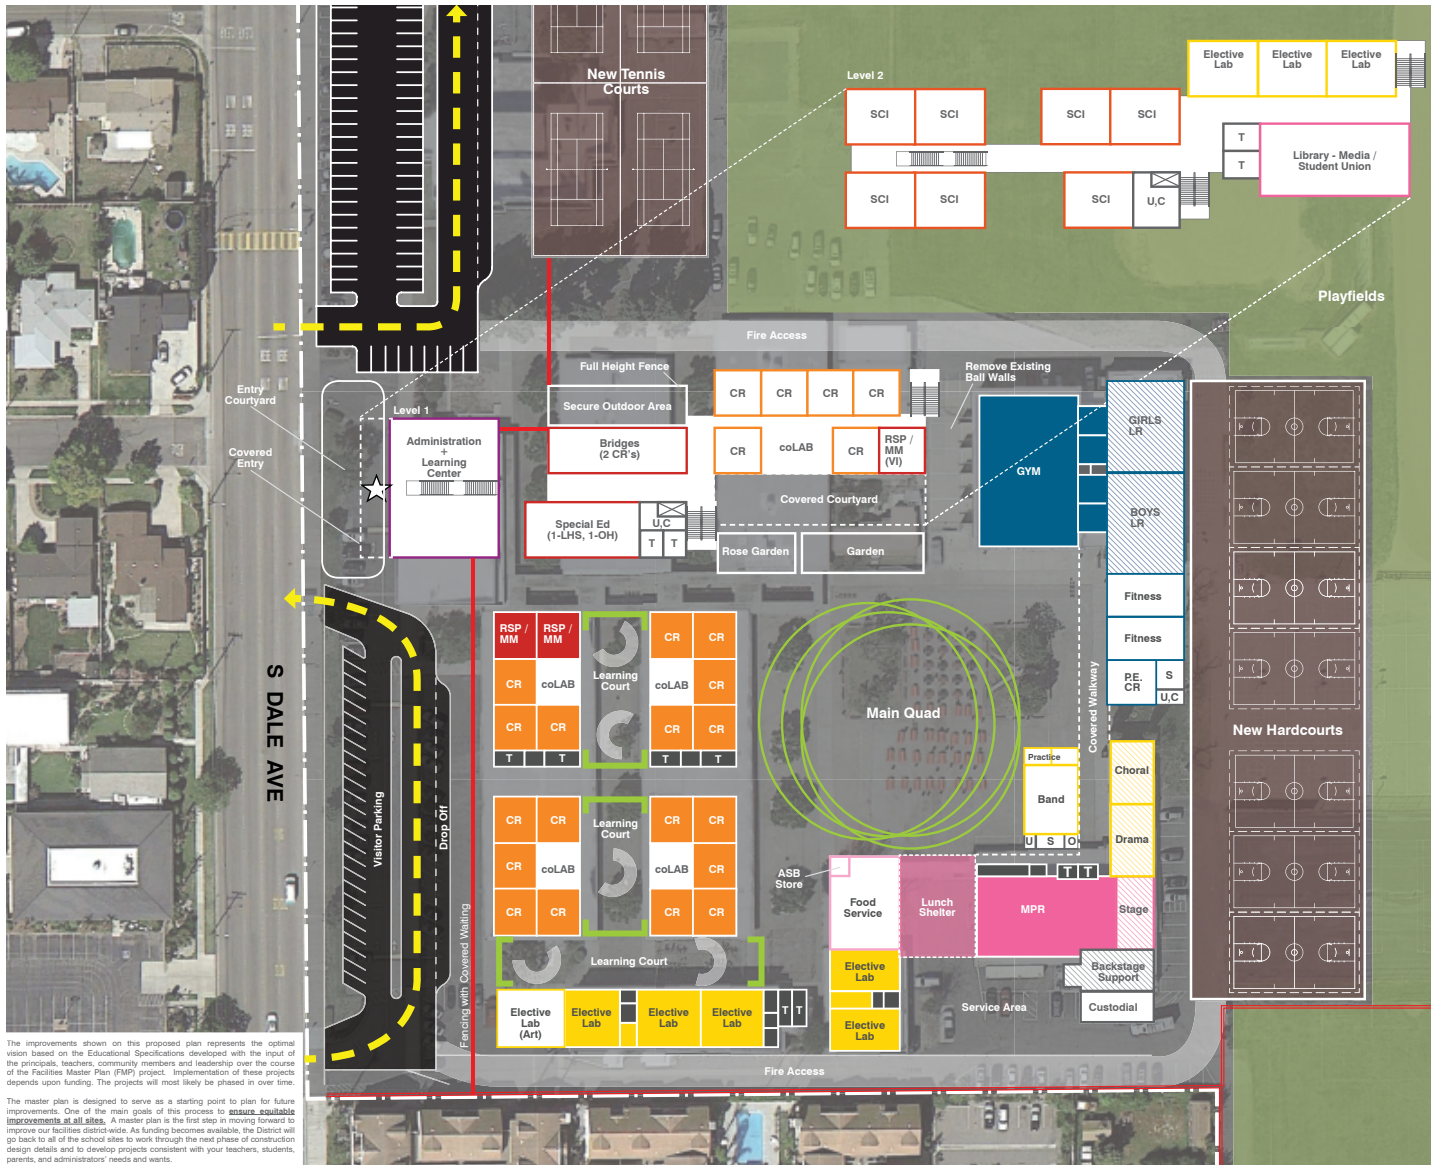 New Tennis
Courts
Level 2
SCI
SCI
SCI
SCI
Elective
Lab
Elective
Lab
Elective
Lab
T
T
Library - Media /
Student Union
SCI
SCI
SCI
U,C
Playfields
Fire Access
Entry
Courtyard
Covered
Entry
Level 1
Administration
+
Learning
Center
Full Height Fence
Secure Outdoor Area
Bridges
(2 CR's)
Special Ed
(1-LHS, 1-OH)
U,C
T
T
CR
CR
CR
CR
CR
coLAB
CR
RSP /
MM
(VI)
Covered Courtyard
Rose Garden
Garden
Remove Existing
Ball Walls
GYM
GIRLS
LR
BOYS
LR
Fitness
Fitness
P.E.
CR
S
U,C
Covered Walkway
New Hardcourts
S DALE AVE
Visitor Parking
Drop Off
Fencing with Covered Waiting
RSP /
MM
RSP /
MM
CR
coLAB
CR
CR
T
T
Learning
Court
CR
CR
coLAB
CR
CR
CR
T
T
Main Quad
CR
CR
CR
coLAB
CR
CR
Learning
Court
CR
CR
coLAB
CR
CR
CR
Learning Court
Elective
Lab
(Art)
Elective
Lab
Elective
Lab
Elective
Lab
T
T
Practice
Band
U
S
O
Choral
Drama
ASB
Store
Food
Service
Lunch
Shelter
T
T
MPR
Stage
Elective
Lab
Elective
Lab
Backstage
Support
Custodial
Service Area
Fire Access
The improvements shown on this proposed plan represents the optimal
vision based on the Educational Specifications developed with the input of
the principals, teachers, community members and leadership over the course
of the Facilities Master Plan (FMP) project. Implementation of these projects
depends upon funding. The projects will most likely be phased in over time.
The master plan is designed to serve as a starting point to plan for future
improvements. One of the main goals of this process to ensure equitable
improvements at all sites. A master plan is the first step in moving forward to
improve our facilities district-wide. As funding becomes available, the District will
go back to all of the school sites to work through the next phase of construction
design details and to develop projects consistent with your teachers, students,
parents, and administrators' needs and wants.